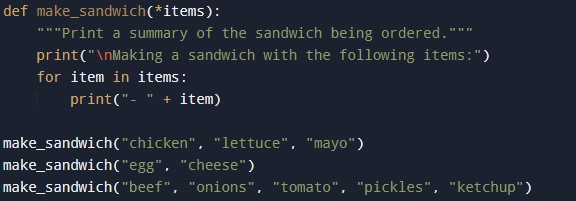 def make_sandwich(*items):
    """Print a summary of the sandwich being ordered."""
    print("\nMaking a sandwich with the following items:")
    for item in items:
        print("- " + item)

make_sandwich("chicken", "lettuce", "mayo")
make_sandwich("egg", "cheese")
make_sandwich("beef", "onions", "tomato", "pickles", "ketchup")